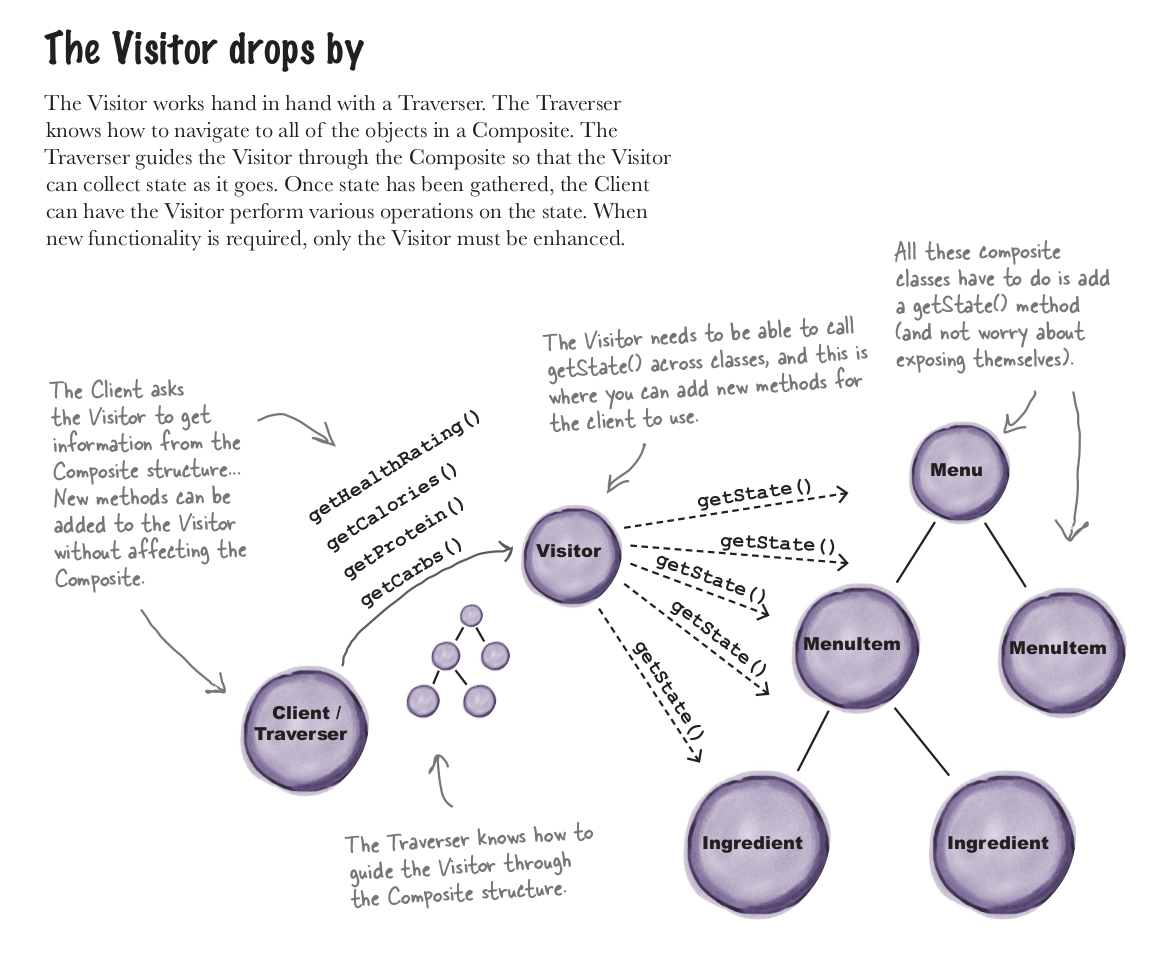 The Visitor drops by
The Visitor works hand in hand with a Traverser. The Traverser
knows how to navigate to all of the objects in a Composite. The
Traverser guides the Visitor through the Composite so that the Visitor
can collect state as it goes. Once state has been gathered, the Client
can have the Visitor perform various operations on the state. When
new functionality is required, only the Visitor must be enhanced.
All these composite
classes have to do is add
a getState() method
(and not worry about
exposing themselves).
The Visitor needs to be able to call
getState() across classes, and this is
where you can add new methods for
the client to use.
The Client asks
the Visitor to get
information from the
Composite structure...
New methods can be
added to the Visitor
without affecting the
Composite.
getHealthRating()
getCalories()
getProtein()
getCarbs()
Visitor
getState()
getState()
getState()
getState()
getState()
Menu
MenuItem
MenuItem
Client /
Traverser
Ingredient
Ingredient
The Traverser knows how to
guide the Visitor through
the Composite structure.